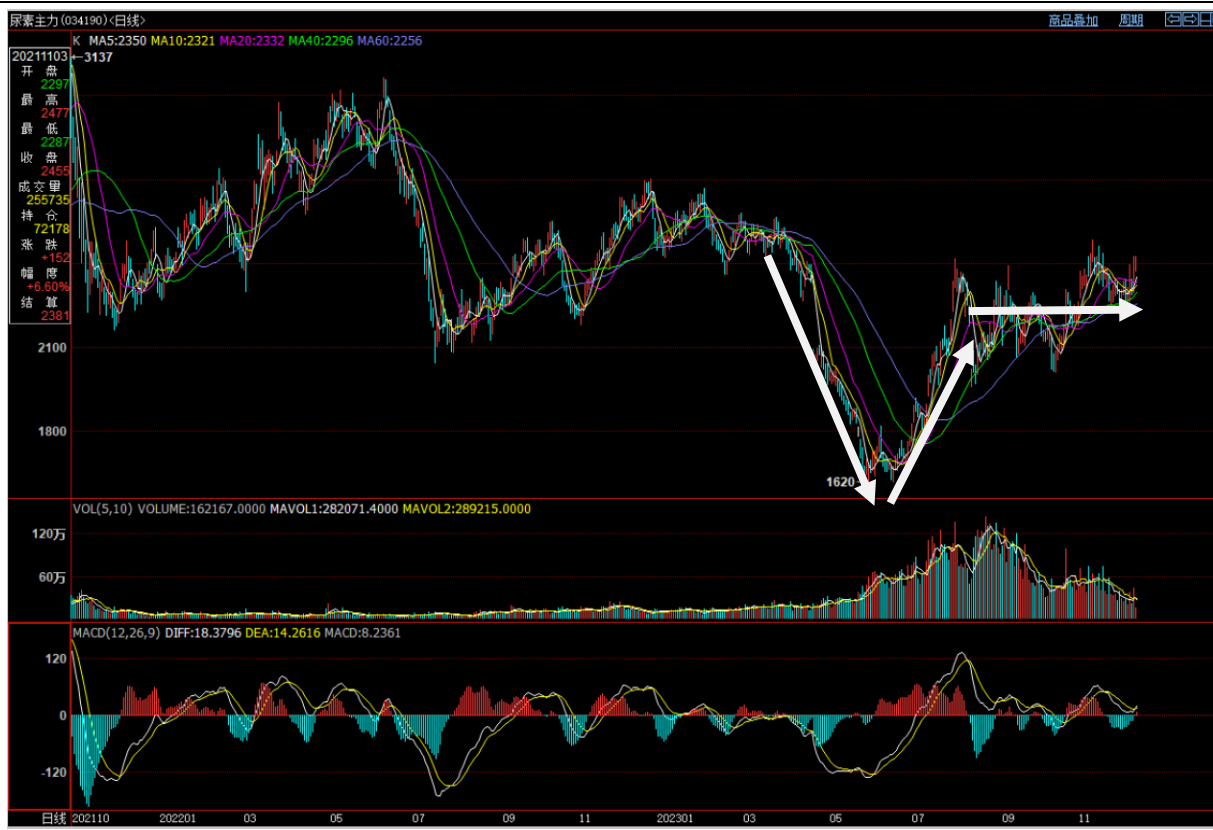 尿素主力(034190)<日线>
商品叠加 周期
K MA5:2350 MA10:2321 MA20:2332 MA40:2296 MA60:2256
20211103
←3137
开 盘
2297
最 高
2477
最 低
2287
收 盘
2455
成交量
255735
持 仓
72178
涨 跌
+152
幅 度
+6.60%
结 算
2381
2100
1800
1620
VOL(5,10) VOLUME:162167.0000 MAVOL1:282071.4000 MAVOL2:289215.0000
120万
60万
MACD(12,26,9) DIFF:18.3796 DEA:14.2616 MACD:8.2361
120
0
-120
日线 202110 202201 03 05 07 09 11 202301 03 05 07 09 11